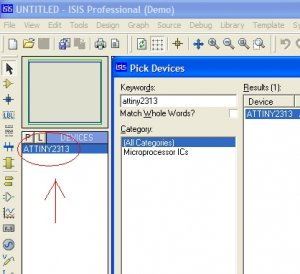 UNTITLED - ISIS Professional (Demo)
File View Edit Tools Design Graph Source Debug Library Template
ISIS Pick Devices
Keywords:
attiny2313
Match Whole Words?
Category:
(All Categories)
Microprocessor ICs
Results (1):
Device
ATTINY2313
P L DEVICES
ATTINY2313
LBL